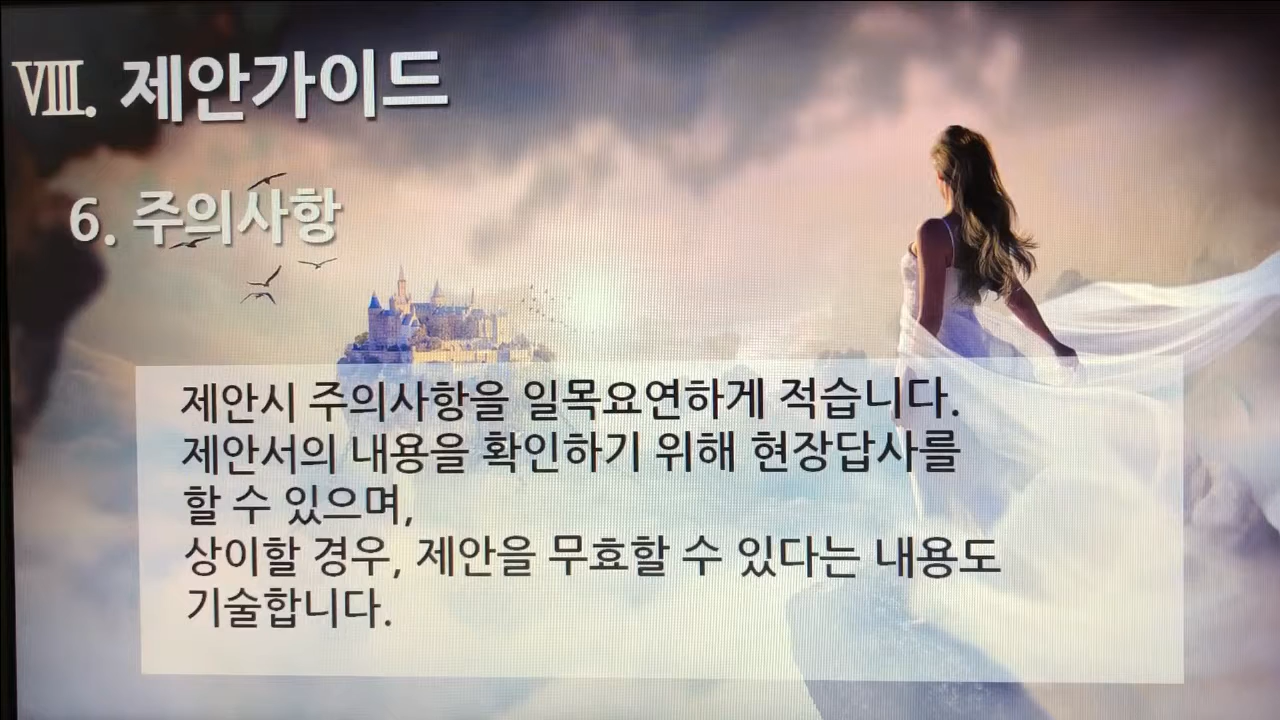 Ⅷ. 제안가이드
6. 주의사항
제안시 주의사항을 일목요연하게 적습니다.
제안서의 내용을 확인하기 위해 현장답사를
할 수 있으며,
상이할 경우, 제안을 무효할 수 있다는 내용도
기술합니다.